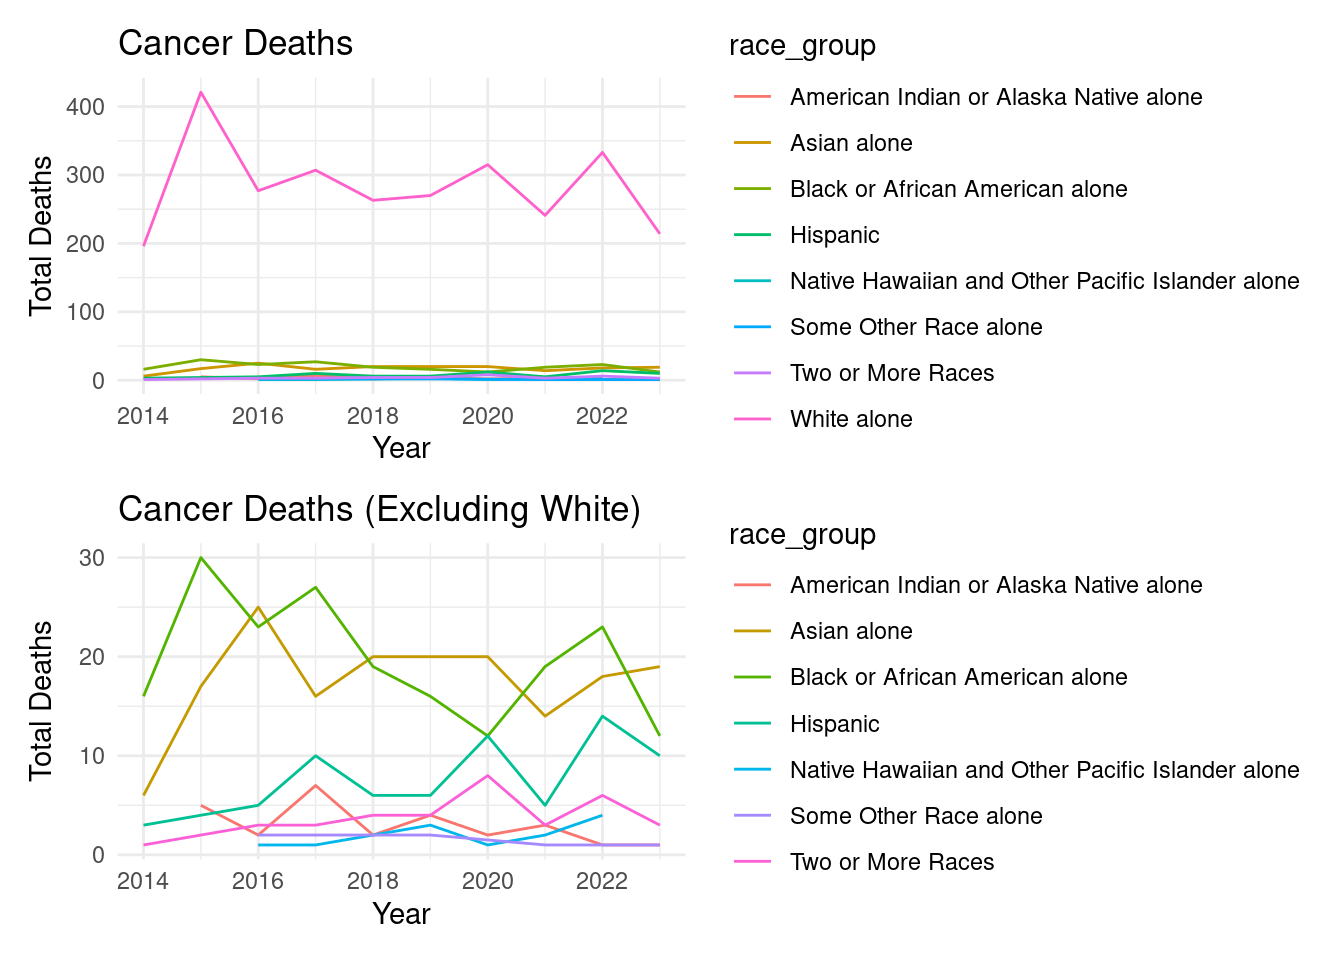 Cancer Deaths
Total Deaths
400
300
200
100
0
2014 2016 2018 2020 2022
Year
race_group
American Indian or Alaska Native alone
Asian alone
Black or African American alone
Hispanic
Native Hawaiian and Other Pacific Islander alone
Some Other Race alone
Two or More Races
White alone
Cancer Deaths (Excluding White)
Total Deaths
30
20
10
0
2014 2016 2018 2020 2022
Year
race_group
American Indian or Alaska Native alone
Asian alone
Black or African American alone
Hispanic
Native Hawaiian and Other Pacific Islander alone
Some Other Race alone
Two or More Races